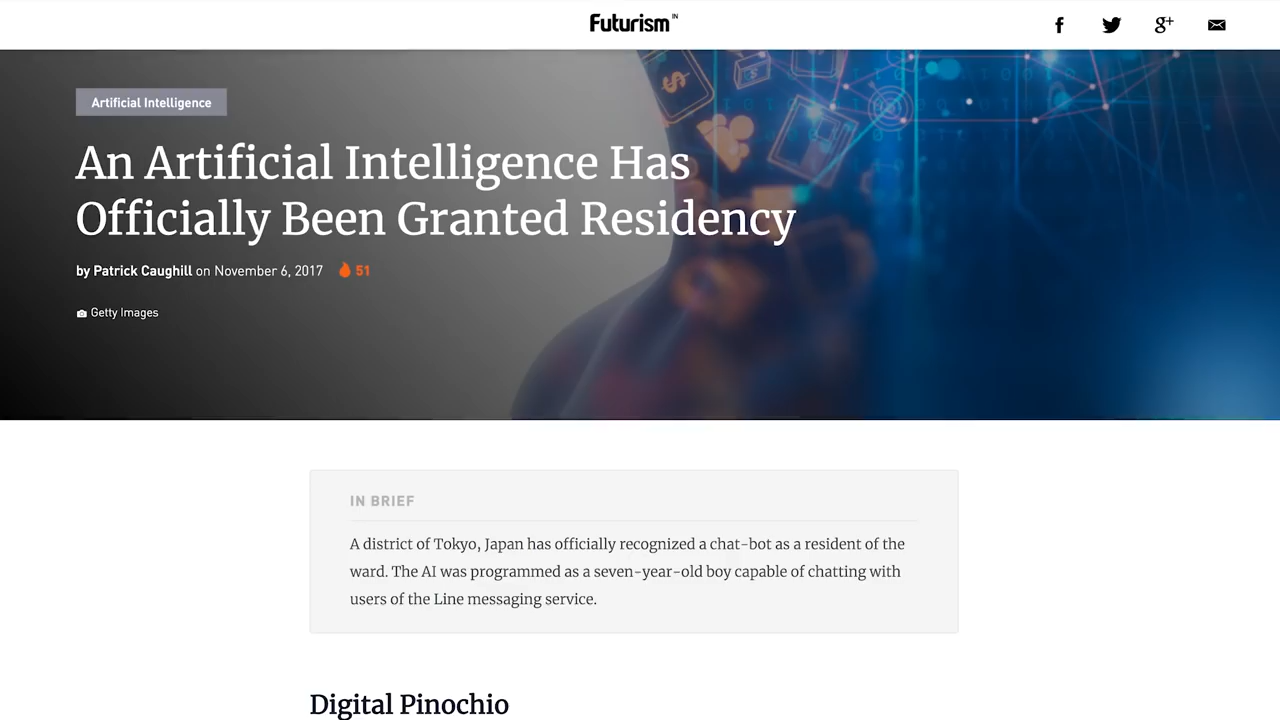 Futurism IN
f g+
Artificial Intelligence
An Artificial Intelligence Has
Officially Been Granted Residency
by Patrick Caughill on November 6, 2017 51
Getty Images
IN BRIEF
A district of Tokyo, Japan has officially recognized a chat-bot as a resident of the
ward. The AI was programmed as a seven-year-old boy capable of chatting with
users of the Line messaging service.
Digital Pinochio